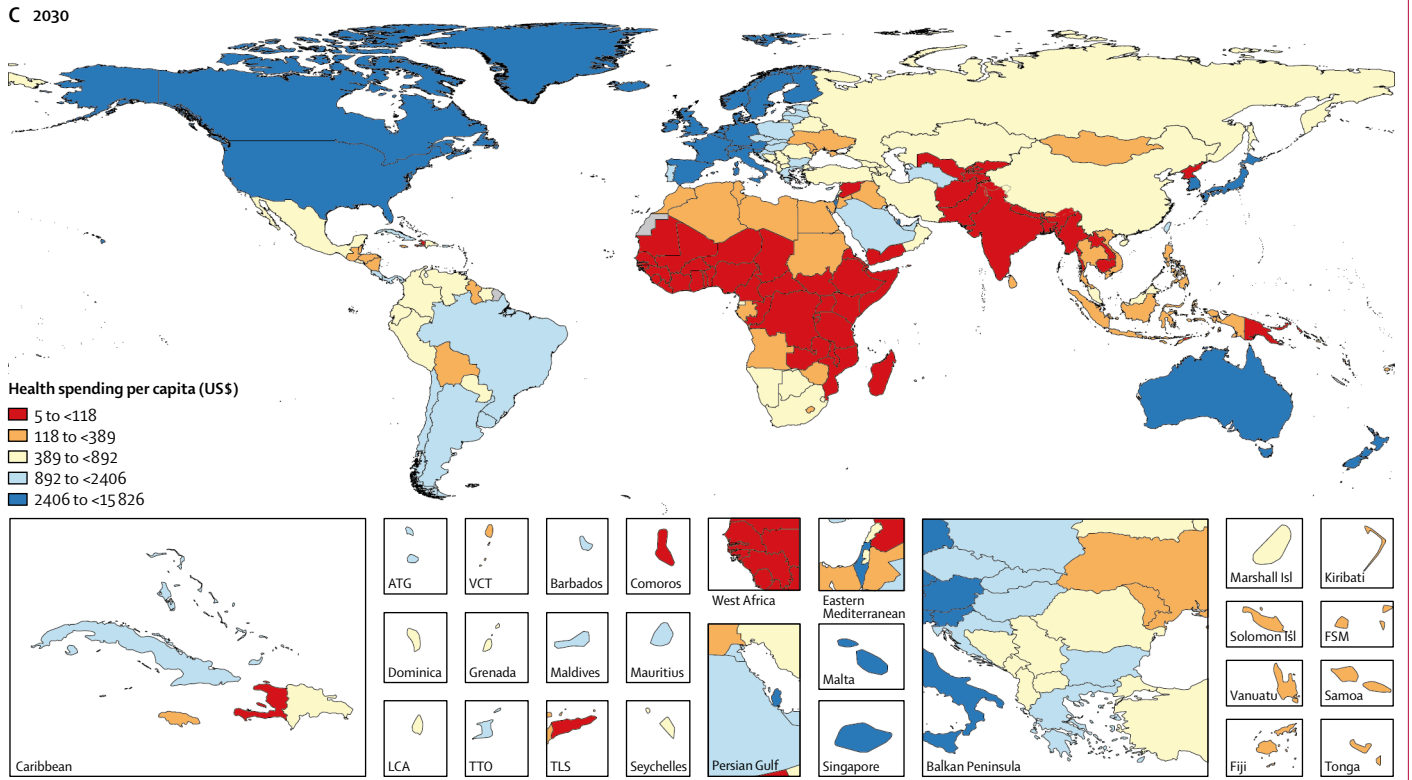 C 2030
Health spending per capita (US$)
5 to <118
118 to <389
389 to <892
892 to <2406
2406 to <15 826
Caribbean
ATG
VCT
Barbados
Comoros
Dominica
Grenada
Maldives
Mauritius
LCA
TTO
TLS
Seychelles
West Africa
Eastern
Mediterranean
Persian Gulf
Malta
Singapore
Balkan Peninsula
Marshall Isl
Kiribati
Solomon Isl
FSM
Vanuatu
Samoa
Fiji
Tonga